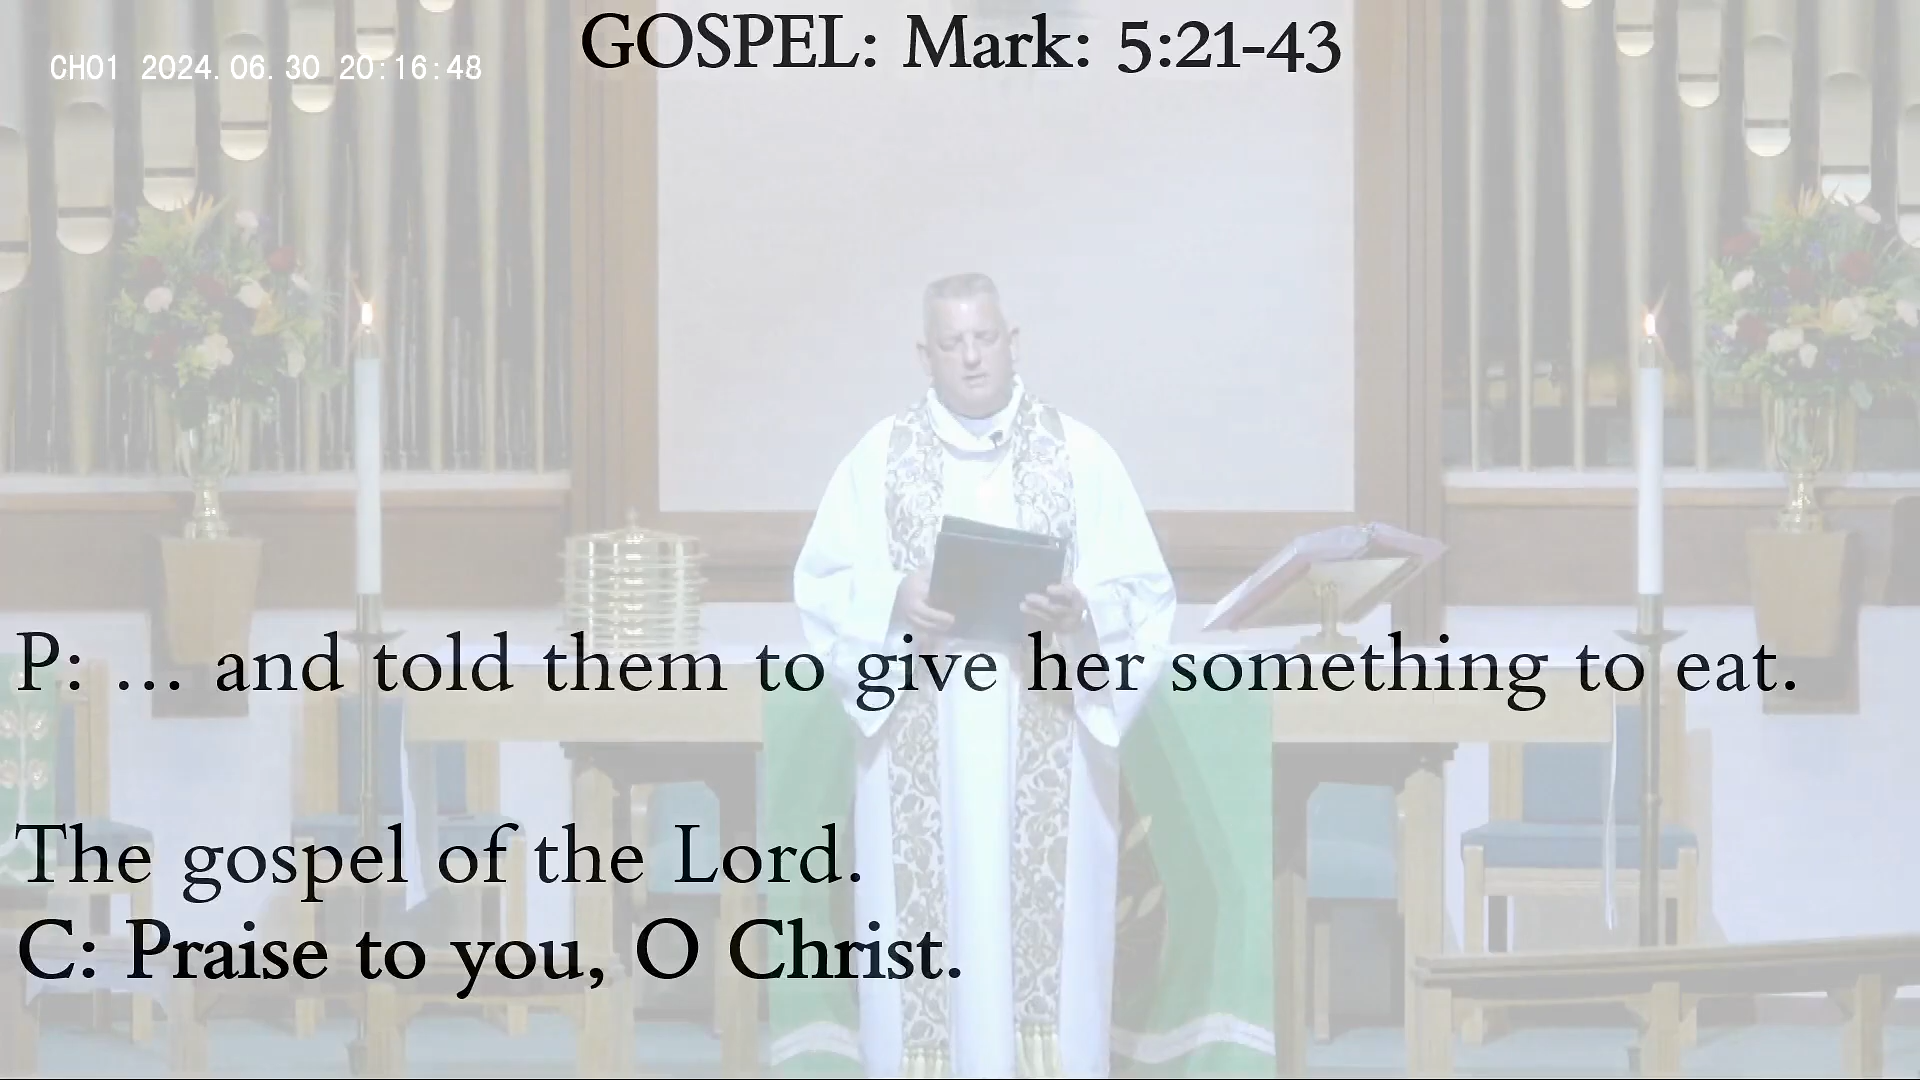 GOSPEL: Mark: 5:21-43
CH01 2024.06.30 20:16:48
P: … and told them to give her something to eat.
The gospel of the Lord.
C: Praise to you, O Christ.